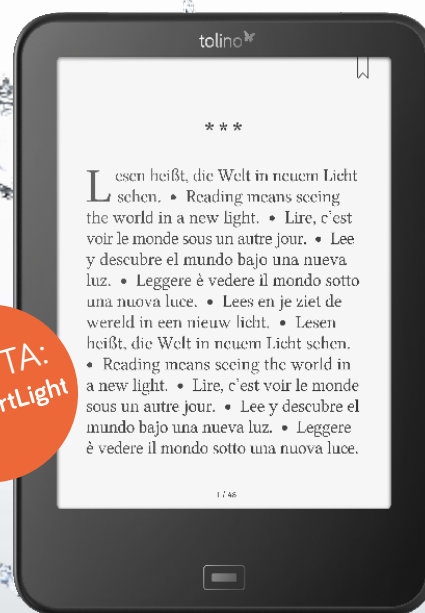 tolino
***
Lesen heißt, die Welt in neuem Licht
sehen. • Reading means seeing
the world in a new light. • Lire, c'est
voir le monde sous un autre jour. • Lee
y descubre el mundo bajo una nueva
luz. • Leggere è vedere il mondo sotto
una nuova luce. • Lees en je ziet de
wereld in een nieuw licht. • Lesen
heißt, die Welt in neuem Licht sehen.
• Reading means seeing the world in
a new light. • Lire, c'est voir le monde
sous un autre jour. • Lee y descubre el
mundo bajo una nueva luz. • Leggere
è vedere il mondo sotto una nuova luce.
TA:
rtLight